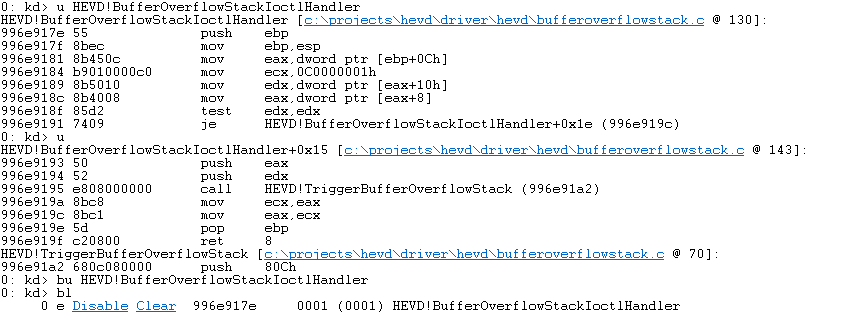 0: kd> u HEVD!BufferOverflowStackIoctlHandler
HEVD!BufferOverflowStackIoctlHandler [c:\projects\hevd\driver\hevd\bufferoverflowstack.c @ 130]:
996e917e 55 push ebp
996e917f 8bec mov ebp,esp
996e9181 8b450c mov eax,dword ptr [ebp+0Ch]
996e9184 b9010000c0 mov ecx,0C0000001h
996e9189 8b5010 mov edx,dword ptr [eax+10h]
996e918c 8b4008 mov eax,dword ptr [eax+8]
996e918f 85d2 test edx,edx
996e9191 7409 je HEVD!BufferOverflowStackIoctlHandler+0x1e (996e919c)
0: kd> u
HEVD!BufferOverflowStackIoctlHandler+0x15 [c:\projects\hevd\driver\hevd\bufferoverflowstack.c @ 143]:
996e9193 50 push eax
996e9194 52 push edx
996e9195 e808000000 call HEVD!TriggerBufferOverflowStack (996e91a2)
996e919a 8bc8 mov ecx,eax
996e919c 8bc1 mov eax,ecx
996e919e 5d pop ebp
996e919f c20800 ret 8
HEVD!TriggerBufferOverflowStack [c:\projects\hevd\driver\hevd\bufferoverflowstack.c @ 70]:
996e91a2 680c080000 push 80Ch
0: kd> bu HEVD!BufferOverflowStackIoctlHandler
0: kd> bl
0 e Disable Clear 996e917e 0001 (0001) HEVD!BufferOverflowStackIoctlHandler